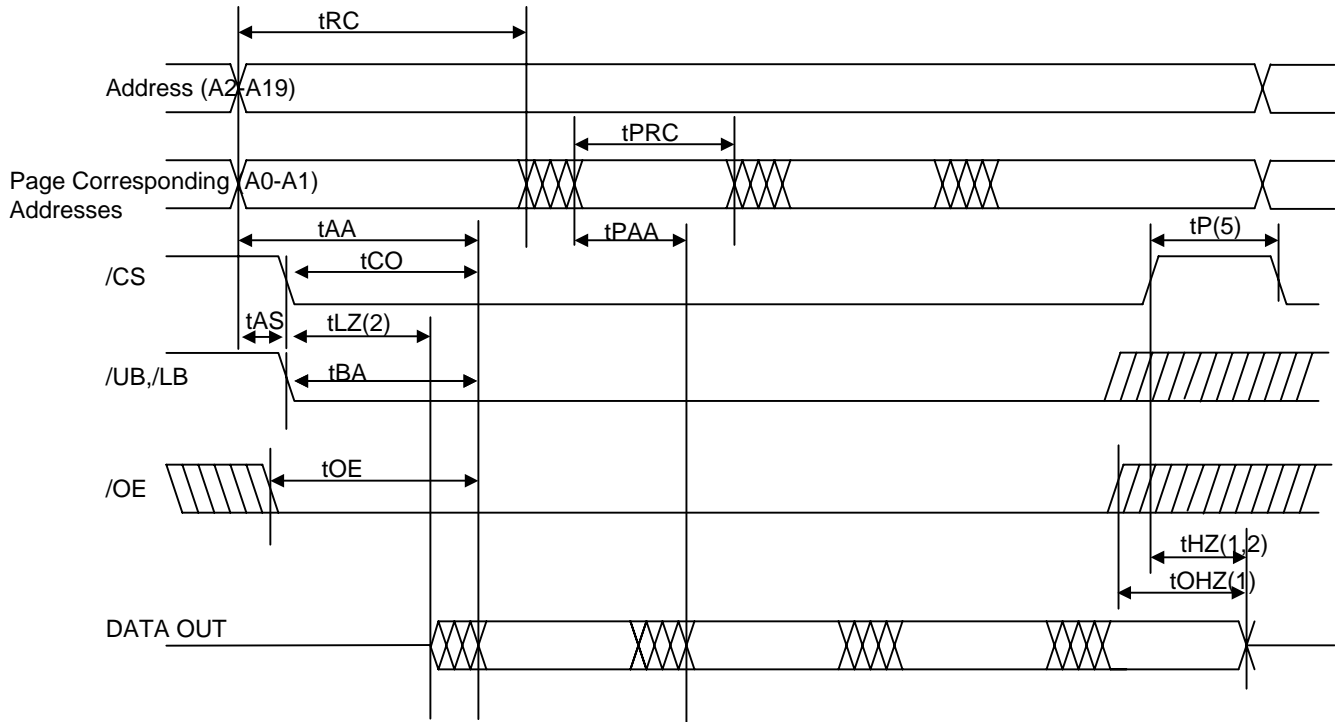 tRC
Address (A2-A19)
tPRC
Page Corresponding A0-A1)
Addresses
tAA
tPAA
tP(5)
tCO
/CS
tAS
tLZ(2)
/UB,/LB
tBA
tOE
/OE
tHZ(1,2)
tOHZ(1)
DATA OUT